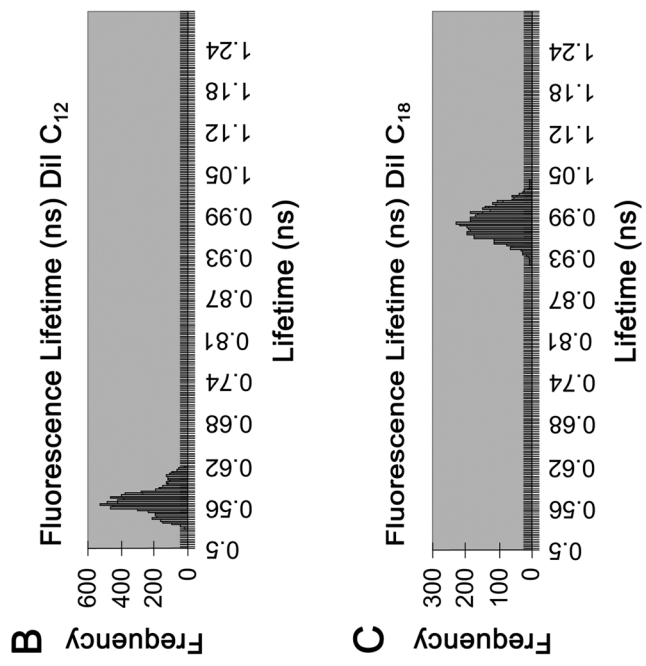 B
Fluorescence Lifetime (ns) DiI C12
Frequency
600
400
200
0
0.5 0.56 0.62 0.68 0.74 0.81 0.87 0.93 0.99 1.05 1.12 1.18 1.24
Lifetime (ns)
C
Fluorescence Lifetime (ns) DiI C18
Frequency
300
200
100
0
0.5 0.56 0.62 0.68 0.74 0.81 0.87 0.93 0.99 1.05 1.12 1.18 1.24
Lifetime (ns)